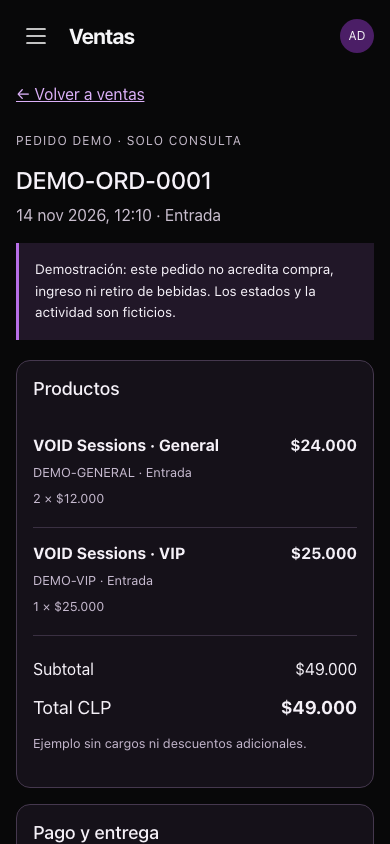 Ventas
AD
← Volver a ventas
PEDIDO DEMO · SOLO CONSULTA
DEMO-ORD-0001
14 nov 2026, 12:10 · Entrada
Demostración: este pedido no acredita compra,
ingreso ni retiro de bebidas. Los estados y la
actividad son ficticios.
Productos
VOID Sessions · General $24.000
DEMO-GENERAL · Entrada
2 × $12.000
VOID Sessions · VIP $25.000
DEMO-VIP · Entrada
1 × $25.000
Subtotal $49.000
Total CLP $49.000
Ejemplo sin cargos ni descuentos adicionales.
Pago y entrega